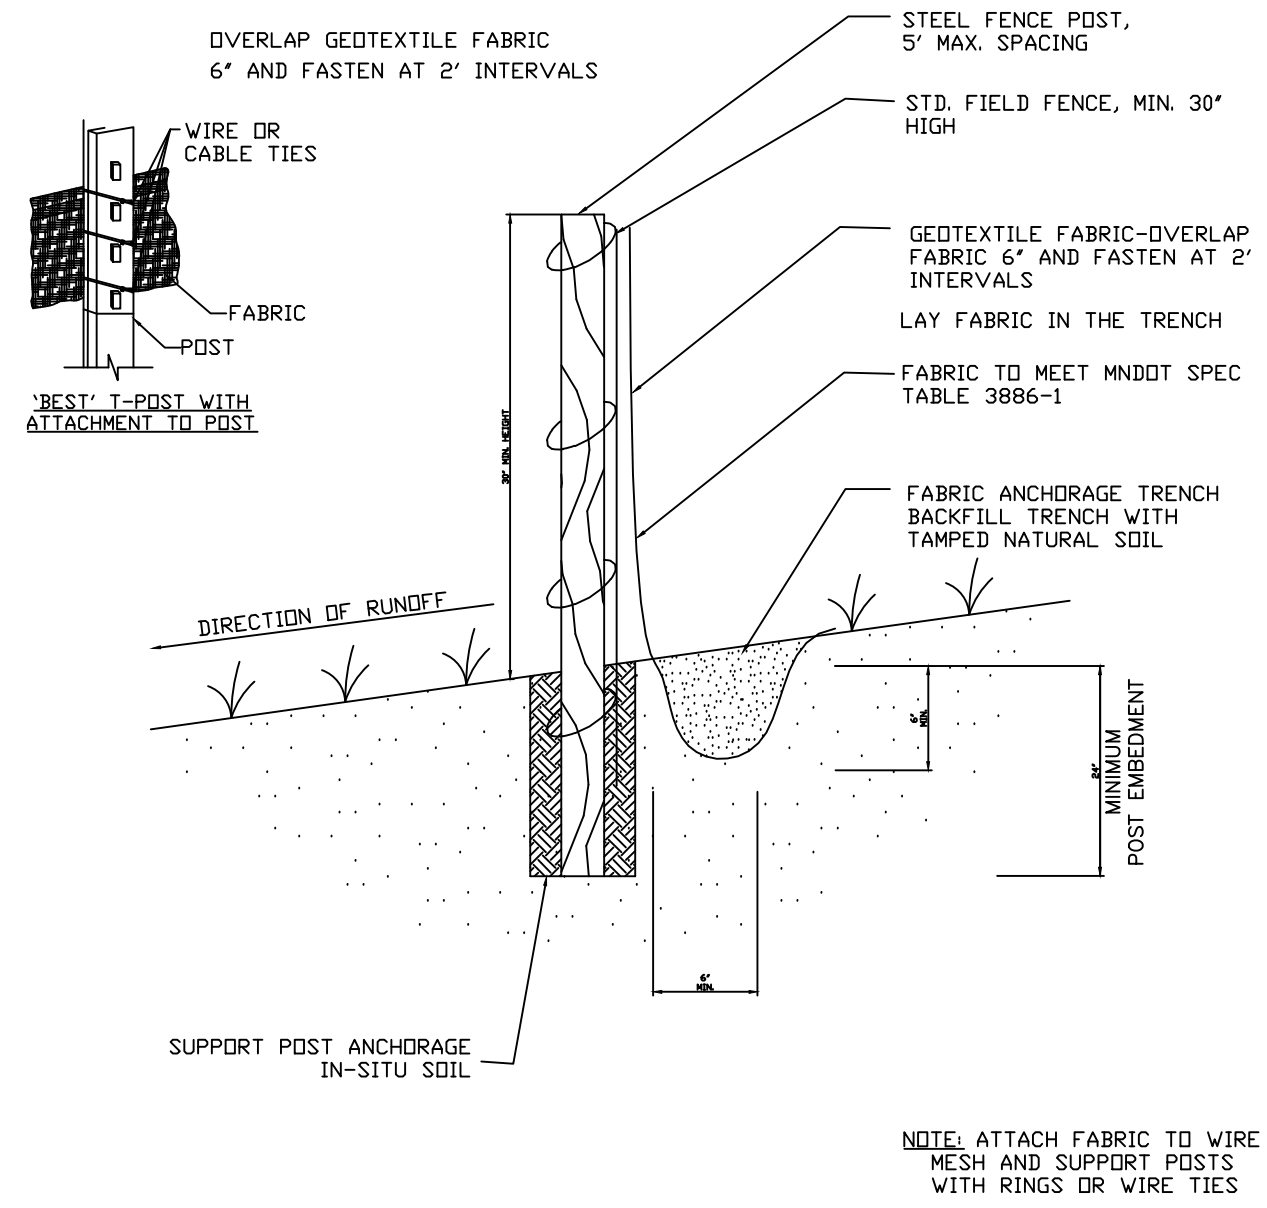 OVERLAP GEOTEXTILE FABRIC
6" AND FASTEN AT 2' INTERVALS
WIRE OR
CABLE TIES
FABRIC
POST
'BEST' T-POST WITH
ATTACHMENT TO POST
STEEL FENCE POST,
5' MAX. SPACING
STD. FIELD FENCE, MIN. 30"
HIGH
GEOTEXTILE FABRIC-OVERLAP
FABRIC 6" AND FASTEN AT 2'
INTERVALS
LAY FABRIC IN THE TRENCH
FABRIC TO MEET MNDOT SPEC
TABLE 3886-1
FABRIC ANCHORAGE TRENCH
BACKFILL TRENCH WITH
TAMPED NATURAL SOIL
30" MIN. HEIGHT
DIRECTION OF RUNOFF
6"
MIN.
24"
MINIMUM
POST EMBEDMENT
6"
MIN.
SUPPORT POST ANCHORAGE
IN-SITU SOIL
NOTE: ATTACH FABRIC TO WIRE
MESH AND SUPPORT POSTS
WITH RINGS OR WIRE TIES